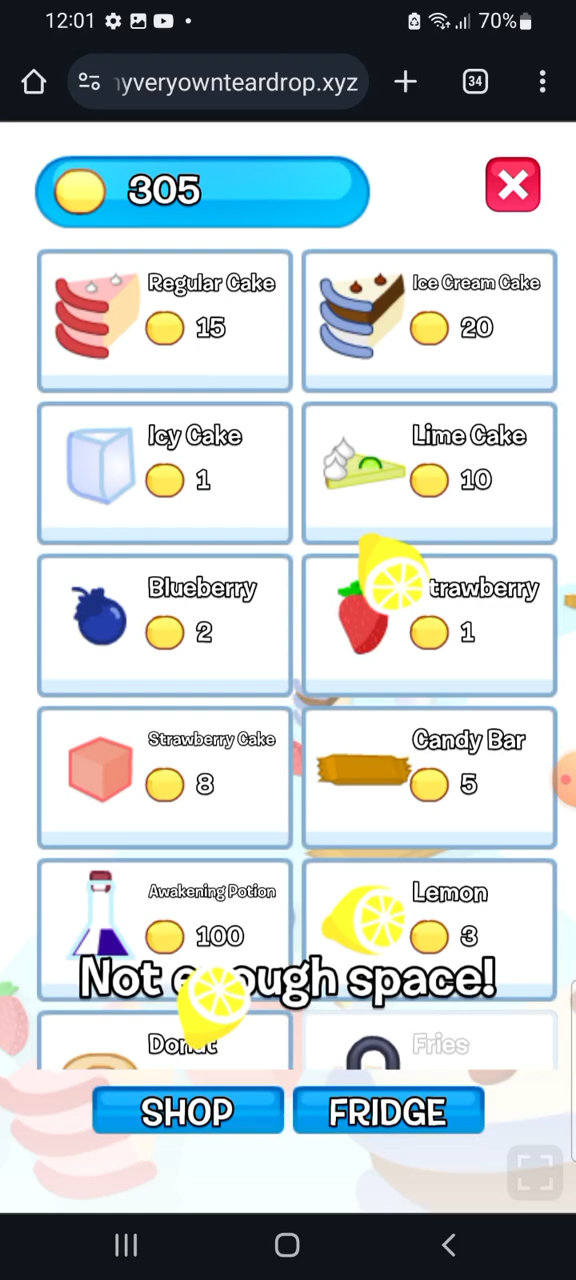 12:01
70%
nyveryownteardrop.xyz
34
305
Regular Cake
15
Ice Cream Cake
20
Icy Cake
1
Lime Cake
10
Blueberry
2
trawberry
1
Strawberry Cake
8
Candy Bar
5
Awakening Potion
100
Lemon
3
Not enough space!
Donut
Fries
SHOP
FRIDGE